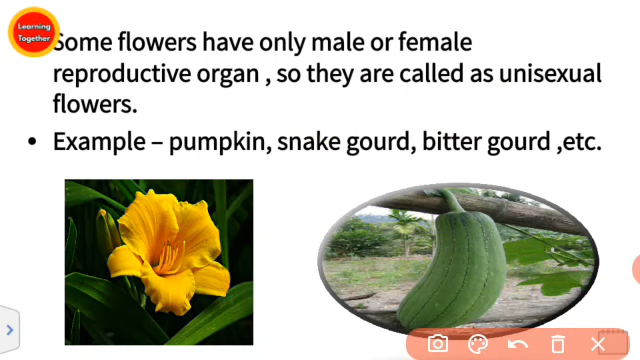 Learning
Together
Some flowers have only male or female
reproductive organ , so they are called as unisexual
flowers.
• Example – pumpkin, snake gourd, bitter gourd ,etc.